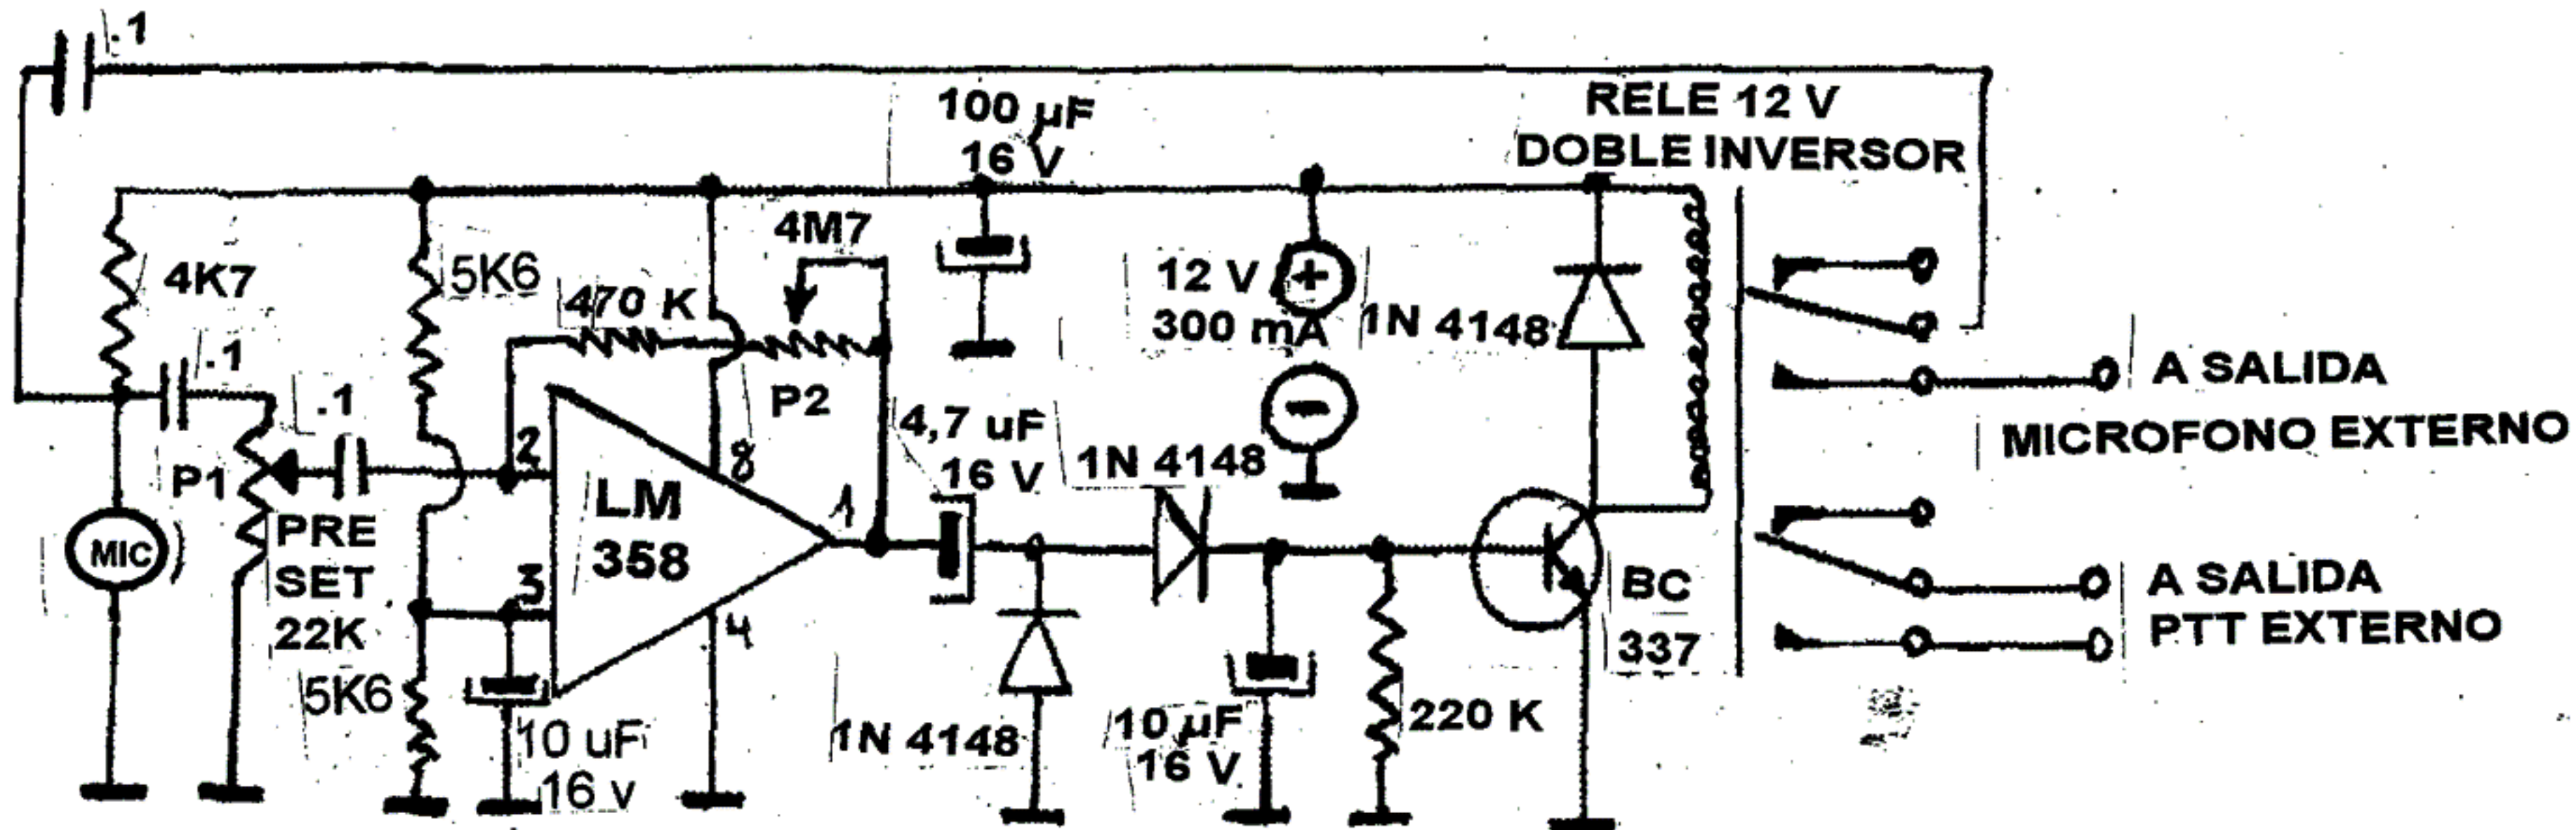 .1
100 µF
16 V
RELE 12 V
DOBLE INVERSOR
4K7
5K6
470 K
4M7
P2
12 V
300 mA
+
-
1N 4148
.1
.1
P1
PRE
SET
22K
MIC
2
3
8
1
4
LM
358
4,7 uF
16 V
1N 4148
A SALIDA
MICROFONO EXTERNO
5K6
10 uF
16 v
1N 4148
10 µF
16 V
220 K
BC
337
A SALIDA
PTT EXTERNO